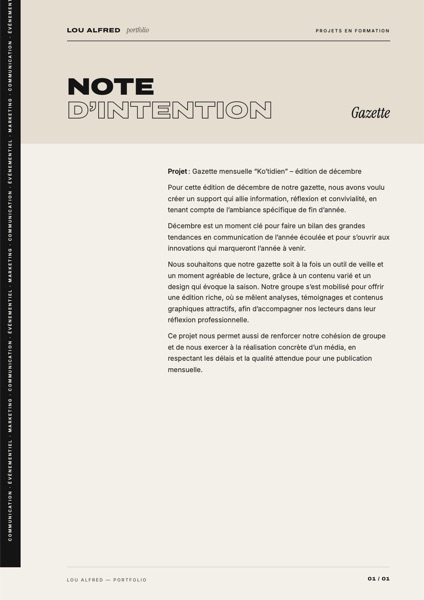 LOU ALFRED portfolio
PROJETS EN FORMATION
NOTE
D'INTENTION
Gazette
Projet : Gazette mensuelle "Ko'tidien" – édition de décembre
Pour cette édition de décembre de notre gazette, nous avons voulu
créer un support qui allie information, réflexion et convivialité, en
tenant compte de l'ambiance spécifique de fin d'année.
Décembre est un moment clé pour faire un bilan des grandes
tendances en communication de l'année écoulée et pour s'ouvrir aux
innovations qui marqueront l'année à venir.
Nous souhaitons que notre gazette soit à la fois un outil de veille et
un moment agréable de lecture, grâce à un contenu varié et un
design qui évoque la saison. Notre groupe s'est mobilisé pour offrir
une édition riche, où se mêlent analyses, témoignages et contenus
graphiques attractifs, afin d'accompagner nos lecteurs dans leur
réflexion professionnelle.
Ce projet nous permet aussi de renforcer notre cohésion de groupe
et de nous exercer à la réalisation concrète d'un média, en
respectant les délais et la qualité attendue pour une publication
mensuelle.
COMMUNICATION · ÉVÉNEMENTIEL · MARKETING · COMMUNICATION · ÉVÉNEMENTIEL · MARKETING · COMMUNICATION · ÉVÉNEMENTIEL · MARKETING · COMMUNICATION · ÉVÉNEMENTIEL · MARKETING · COMMUNICATION · ÉVÉNEMENT
LOU ALFRED — PORTFOLIO
01 / 01